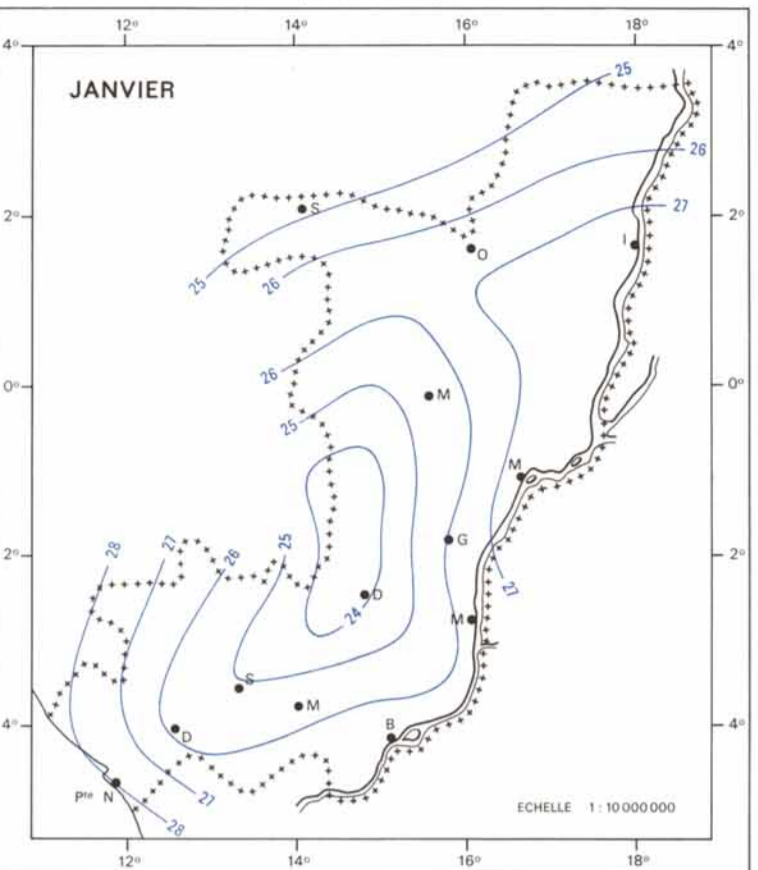 12° 14° 16° 18°
4° 4°
JANVIER
25
26
S
2° 27 2°
I
O
25 26
26
0° 0°
M
25
M
G
28 27 26 25
2° 2°
D
27
24
M
S
M
4° 4°
D B
Pte N
27
28
ECHELLE 1 : 10 000 000
12° 14° 16° 18°